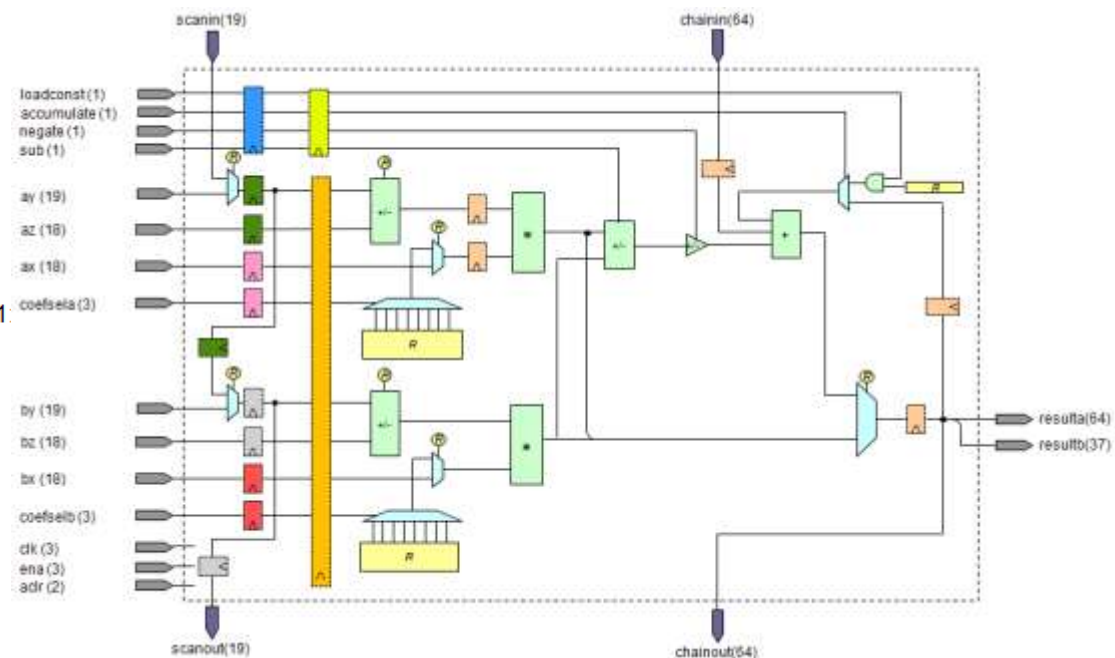 scanin(19)
chainin(64)
loadconst (1)
accumulate (1)
negate (1)
sub (1)
R
R
ay (19)
R
+/-
az (18)
R
+
+/-
ax (18)
coefsela (3)
1
R
R
R
R
by (19)
+/-
resulta(64)
bz (18)
R
resultb(37)
bx (18)
coefselb (3)
clk (3)
R
ena (3)
aclr (2)
scanout(19)
chainout(64)